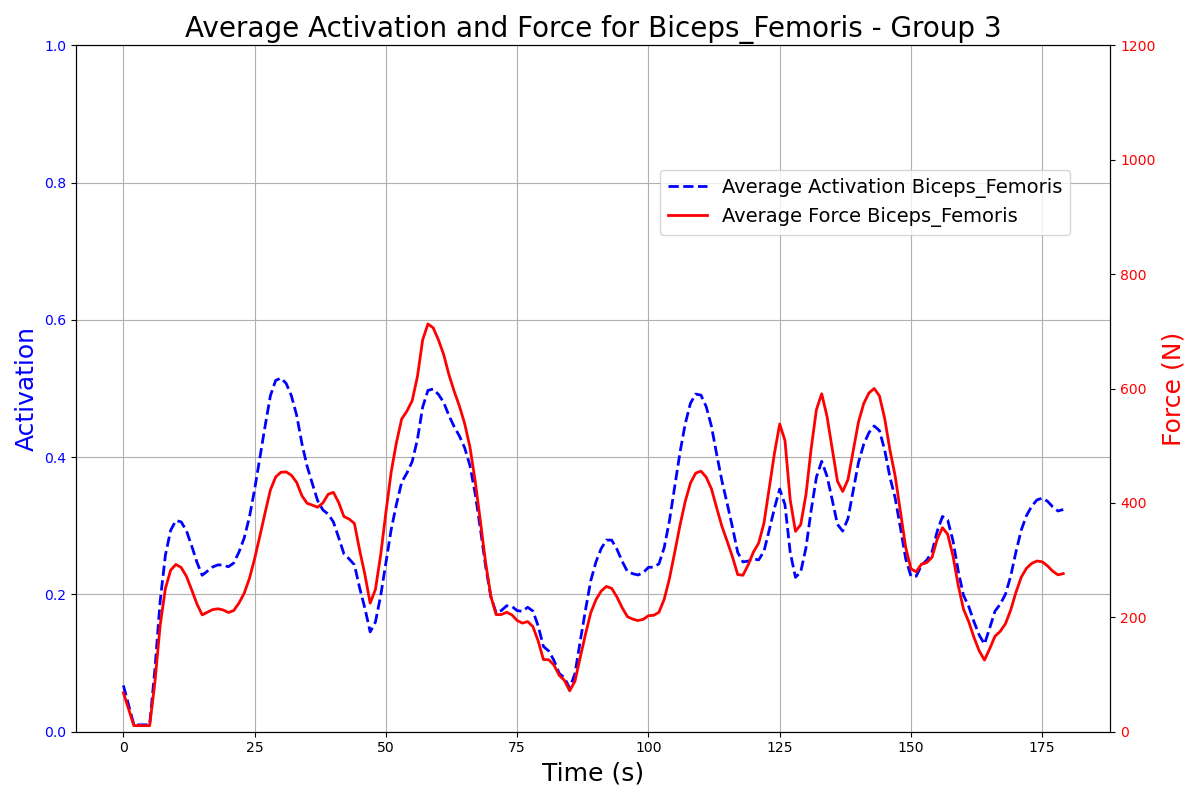 Average Activation and Force for Biceps_Femoris - Group 3
1.0
0.8
0.6
0.4
0.2
0.0
Activation
1200
1000
800
600
400
200
0
Force (N)
Average Activation Biceps_Femoris
Average Force Biceps_Femoris
0 25 50 75 100 125 150 175
Time (s)